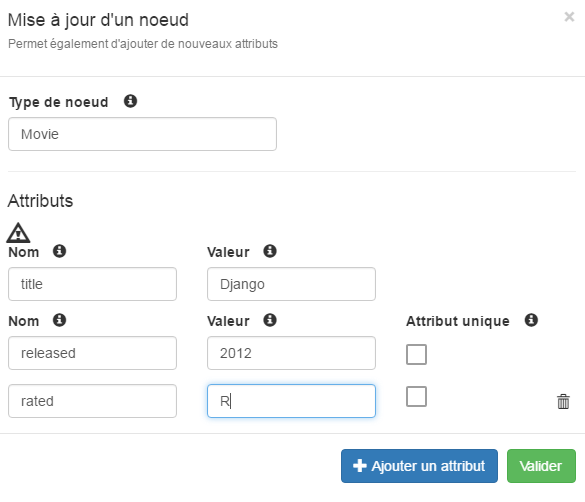 Mise à jour d'un noeud
×
Permet également d'ajouter de nouveaux attributs
Type de noeud
Movie
Attributs
Nom Valeur
title Django
Nom Valeur Attribut unique
released 2012
rated R
Ajouter un attribut Valider